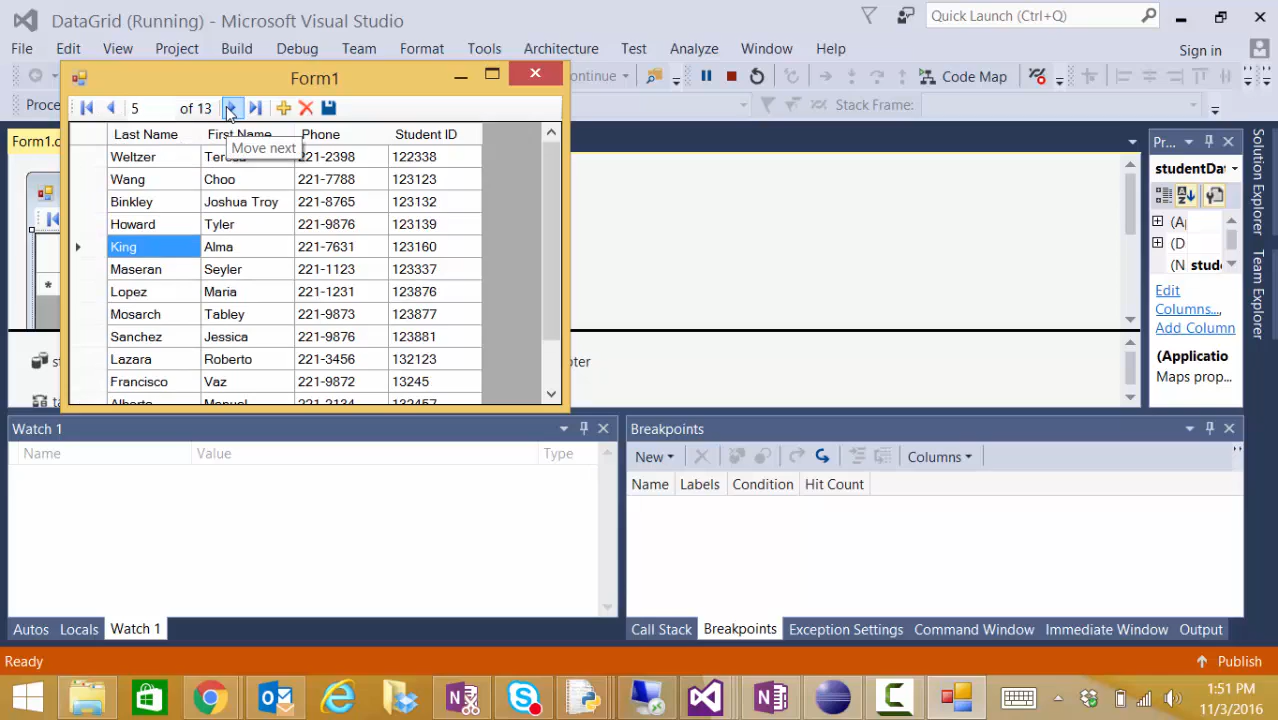 DataGrid (Running) - Microsoft Visual Studio
Quick Launch (Ctrl+Q)
File Edit View Project Build Debug Team Format Tools Architecture Test Analyze Window Help
Sign in
Form1
Code Map
5 of 13
Stack Frame:
Move next
Last Name First Name Phone Student ID
Weltzer 221-2398 122338
Wang Choo 221-7788 123123
Binkley Joshua Troy 221-8765 123132
Howard Tyler 221-9876 123139
King Alma 221-7631 123160
Maseran Seyler 221-1123 123337
Lopez Maria 221-1231 123876
Mosarch Tabley 221-9873 123877
Sanchez Jessica 221-9876 123881
Lazara Roberto 221-3456 132123
Francisco Vaz 221-9872 13245
Alberto Manuel 221-2134 132457
Pr...
studentDat
(A
(D
(N stud
Edit
Columns...,
Add Column
(Applicatio
Maps prop...
Solution Explorer
Team Explorer
Watch 1
Name Value Type
Autos Locals Watch 1
Breakpoints
New Columns
Name Labels Condition Hit Count
Call Stack Breakpoints Exception Settings Command Window Immediate Window Output
Ready
Publish
1:51 PM
11/3/2016